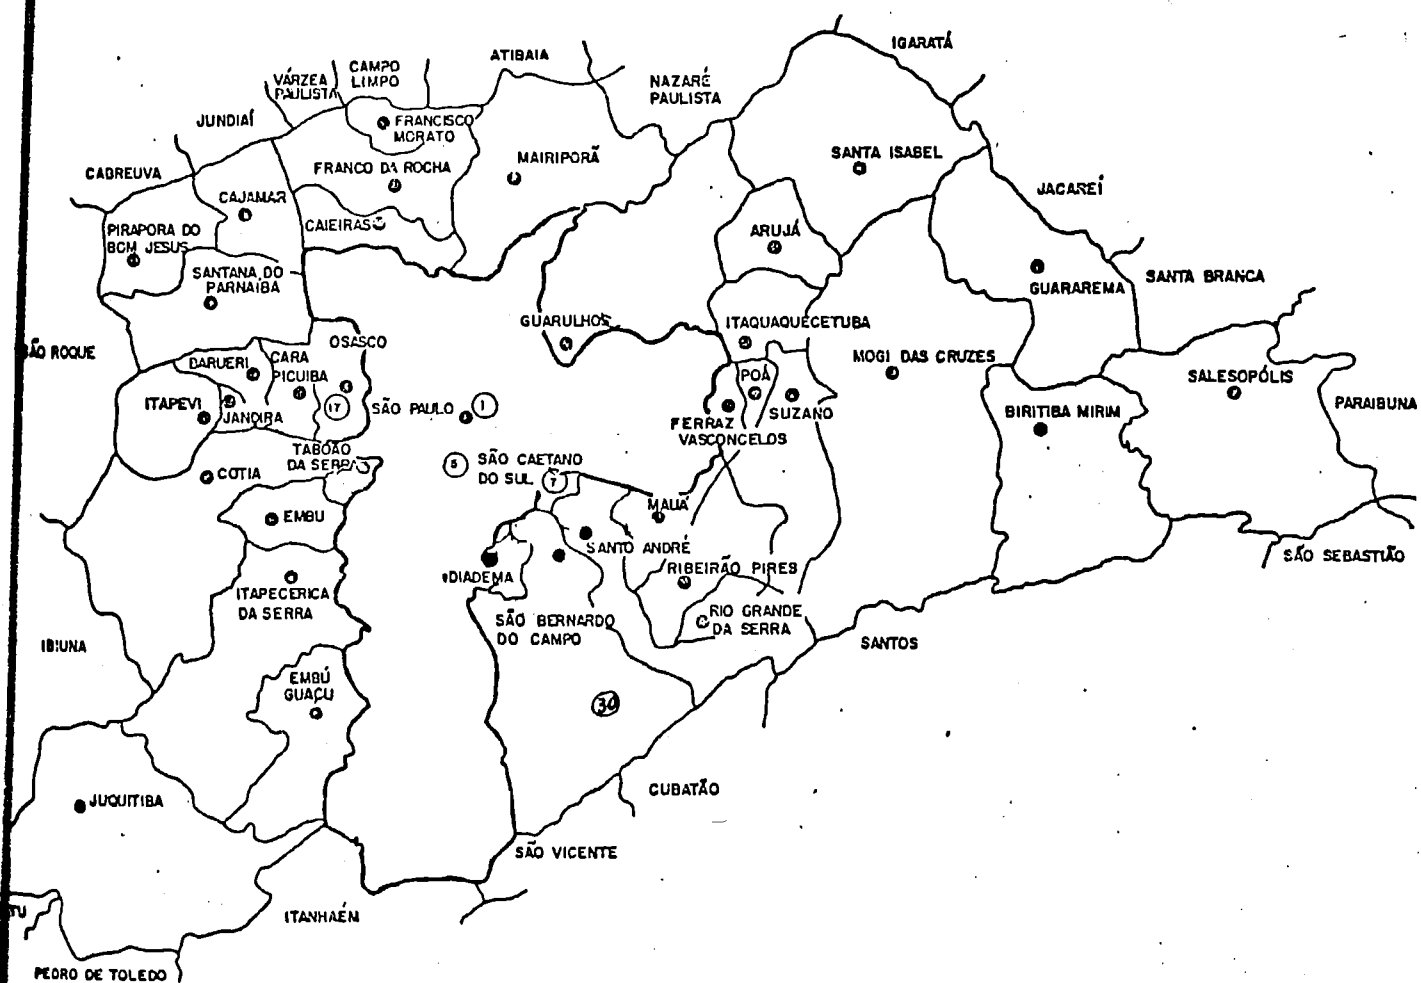 IGARATÁ
ATIBAIA
CAMPO
LIMPO
VÁRZEA
PAULISTA
NAZARÉ
PAULISTA
JUNDIAÍ
FRANCISCO
MORATO
SANTA ISABEL
MAIRIPORÃ
FRANCO DA ROCHA
CABREUVA
JACAREÍ
CAJAMAR
CAIEIRAS
PIRAPORA DO
BOM JESUS
ARUJÁ
SANTANA DO
PARNAIBA
SANTA BRANCA
GUARAREMA
GUARULHOS
ITAQUAQUECETUBA
OSASCO
SÃO ROQUE
BARUERI
CARA
PICUIBA
MOGI DAS CRUZES
POÁ
SALESOPÓLIS
ITAPEVI
JANDIRA
17
SÃO PAULO
1
SUZANO
PARAIBUNA
BIRITIBA MIRIM
FERRAZ
VASCONCELOS
TABOÃO
DA SERRA
COTIA
5
SÃO CAETANO
DO SUL
7
MAUÁ
EMBU
SANTO ANDRÉ
SÃO SEBASTIÃO
RIBEIRÃO PIRES
DIADEMA
ITAPECERICA
DA SERRA
SÃO BERNARDO
DO CAMPO
RIO GRANDE
DA SERRA
IBIUNA
SANTOS
EMBÚ
GUAÇU
30
CUBATÃO
JUQUITIBA
SÃO VICENTE
ITANHAÉM
PEDRO DE TOLEDO